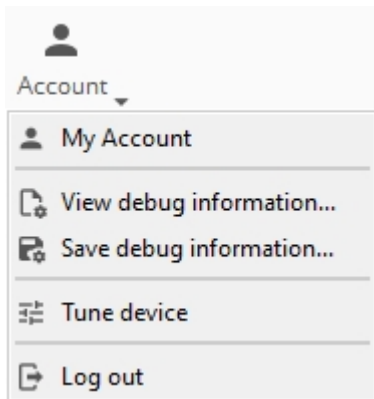 Account
My Account
View debug information...
Save debug information...
Tune device
Log out